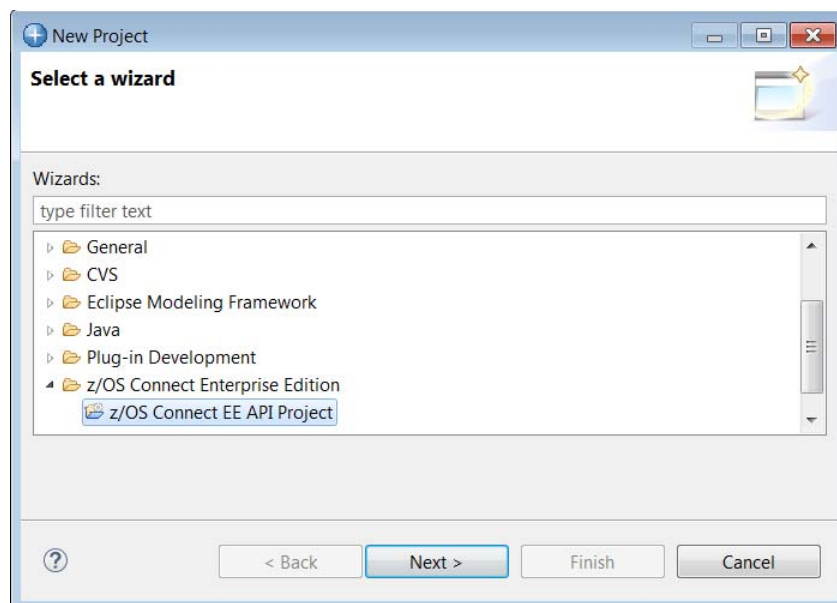 New Project
Select a wizard
Wizards:
type filter text
General
CVS
Eclipse Modeling Framework
Java
Plug-in Development
z/OS Connect Enterprise Edition
z/OS Connect EE API Project
?
< Back Next > Finish Cancel